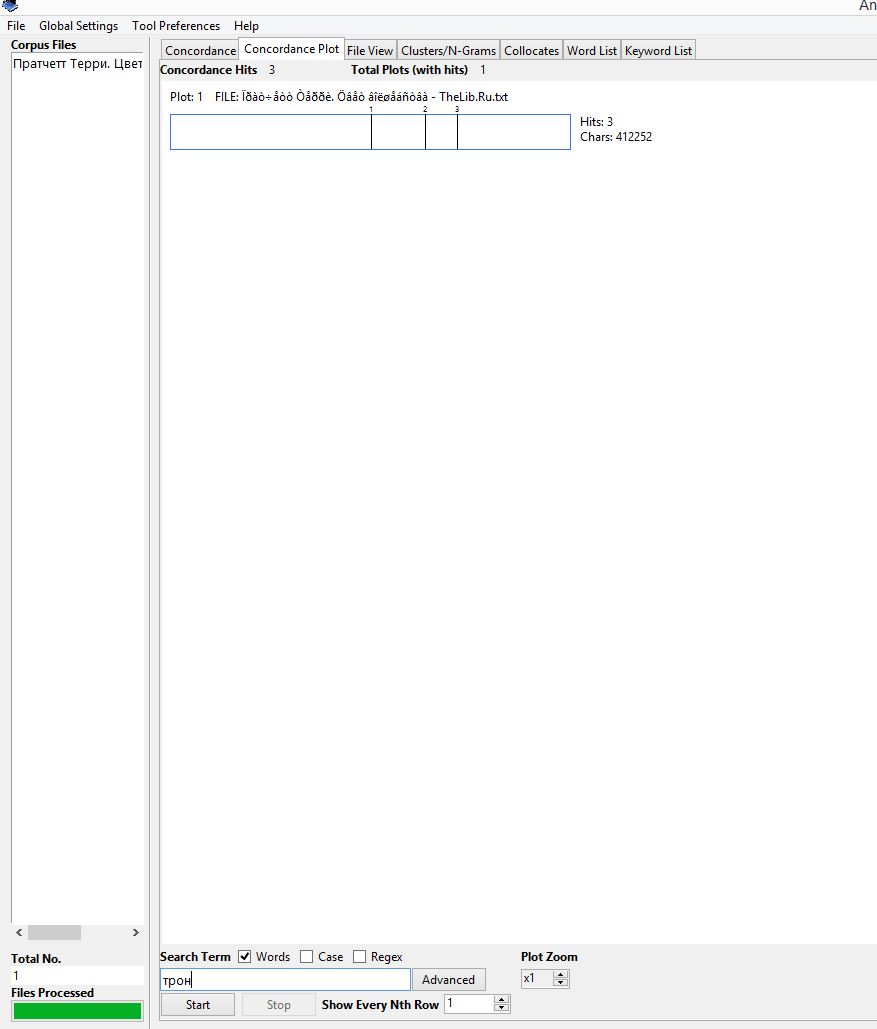 An
File Global Settings Tool Preferences Help
Corpus Files
Пратчетт Терри. Цвет
Concordance Concordance Plot File View Clusters/N-Grams Collocates Word List Keyword List
Concordance Hits 3 Total Plots (with hits) 1
Plot: 1 FILE: Ïðàò÷åòò Òåððè. Öâåò âîëøåáñòâà - TheLib.Ru.txt
1 2 3
Hits: 3
Chars: 412252
Total No.
1
Files Processed
Search Term Words Case Regex Plot Zoom
трон Advanced x1
Start Stop Show Every Nth Row 1